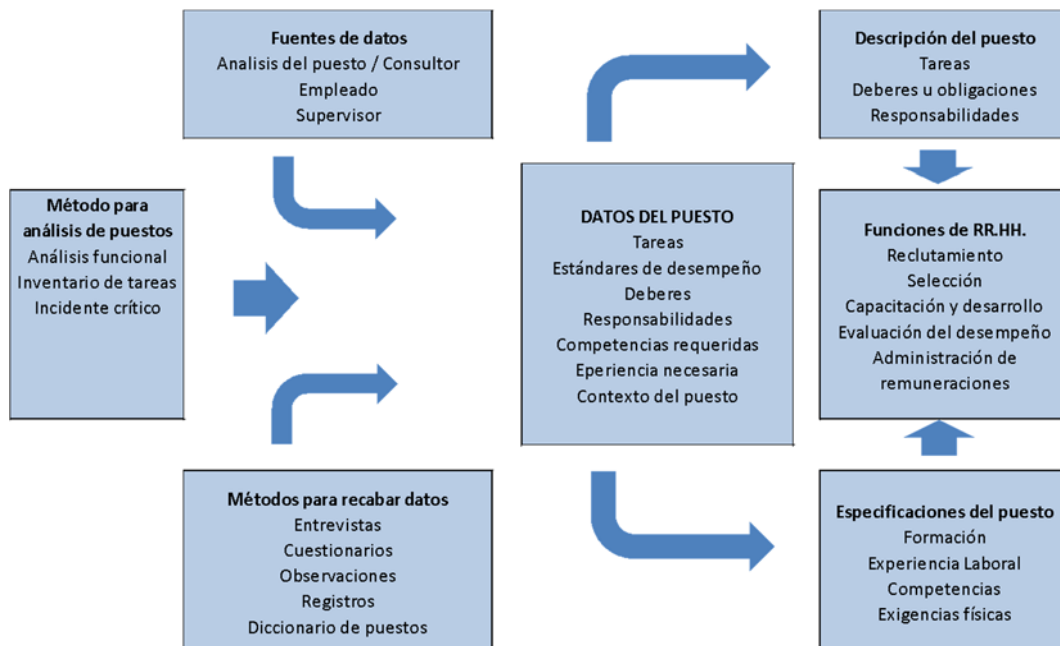 Fuentes de datos
Analisis del puesto / Consultor
Empleado
Supervisor
Método para
análisis de puestos
Análisis funcional
Inventario de tareas
Incidente crítico
Métodos para recabar datos
Entrevistas
Cuestionarios
Observaciones
Registros
Diccionario de puestos
DATOS DEL PUESTO
Tareas
Estándares de desempeño
Deberes
Responsabilidades
Competencias requeridas
Eperiencia necesaria
Contexto del puesto
Descripción del puesto
Tareas
Deberes u obligaciones
Responsabilidades
Funciones de RR.HH.
Reclutamiento
Selección
Capacitación y desarrollo
Evaluación del desempeño
Administración de
remuneraciones
Especificaciones del puesto
Formación
Experiencia Laboral
Competencias
Exigencias físicas